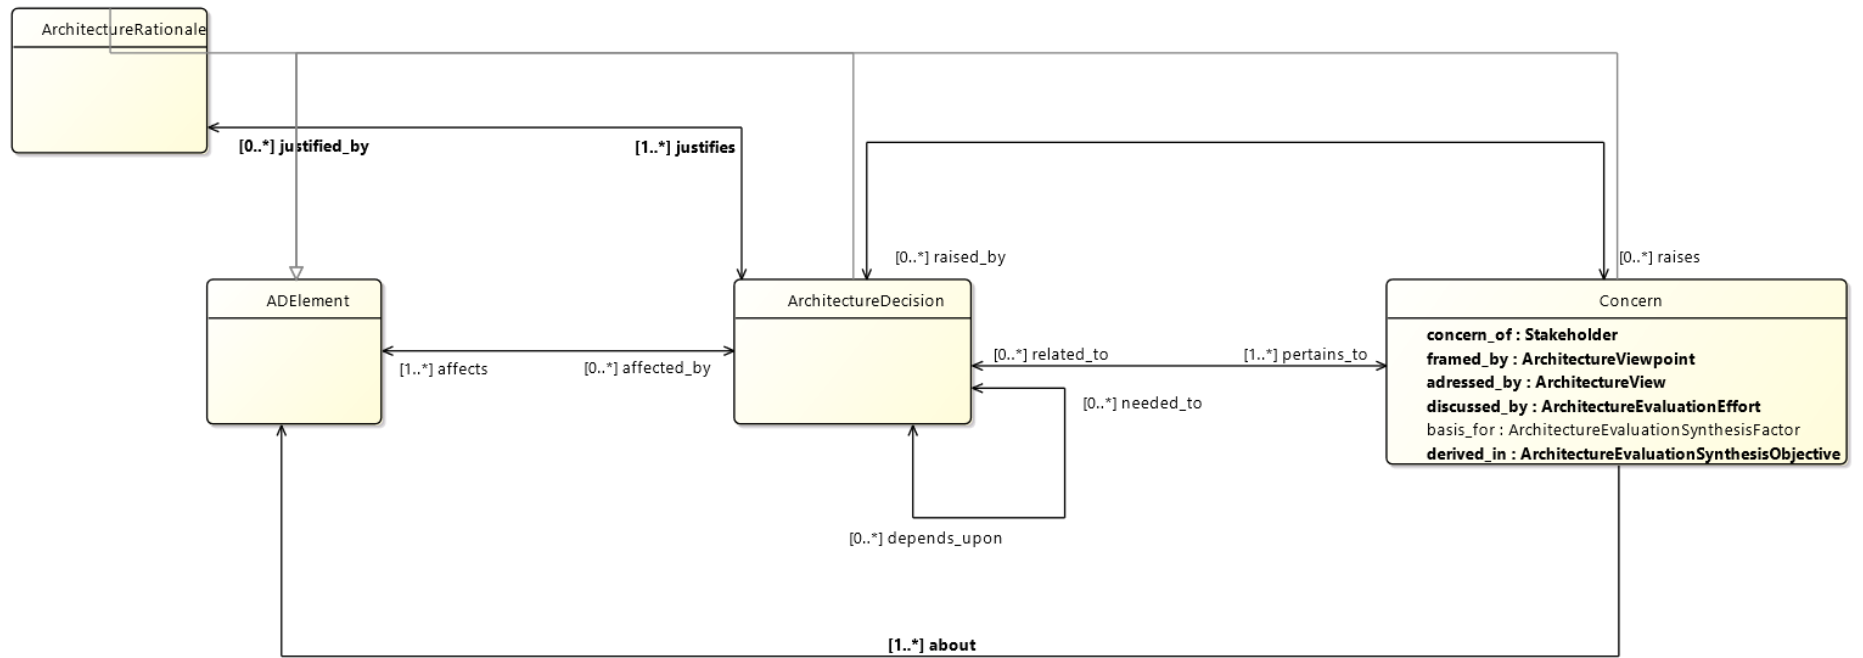 ArchitectureRationale
[0..*] justified_by
[1..*] justifies
[0..*] raised_by
[0..*] raises
ADElement
ArchitectureDecision
Concern
concern_of : Stakeholder
framed_by : ArchitectureViewpoint
adressed_by : ArchitectureView
discussed_by : ArchitectureEvaluationEffort
basis_for : ArchitectureEvaluationSynthesisFactor
derived_in : ArchitectureEvaluationSynthesisObjective
[1..*] affects
[0..*] affected_by
[0..*] related_to
[1..*] pertains_to
[0..*] needed_to
[0..*] depends_upon
[1..*] about